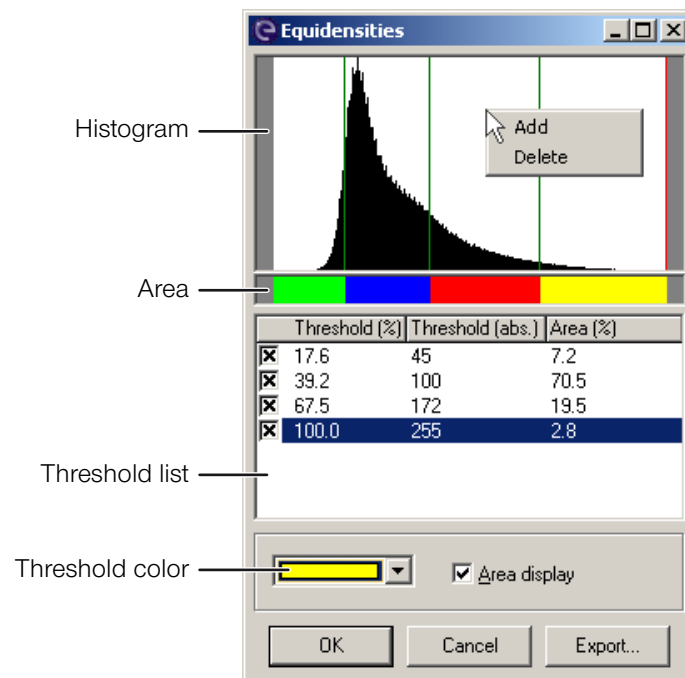 Equidensities
Histogram
Add
Delete
Area
Threshold (%) Threshold (abs.) Area (%)
17.6 45 7.2
39.2 100 70.5
67.5 172 19.5
100.0 255 2.8
Threshold list
Threshold color
Area display
OK Cancel Export...